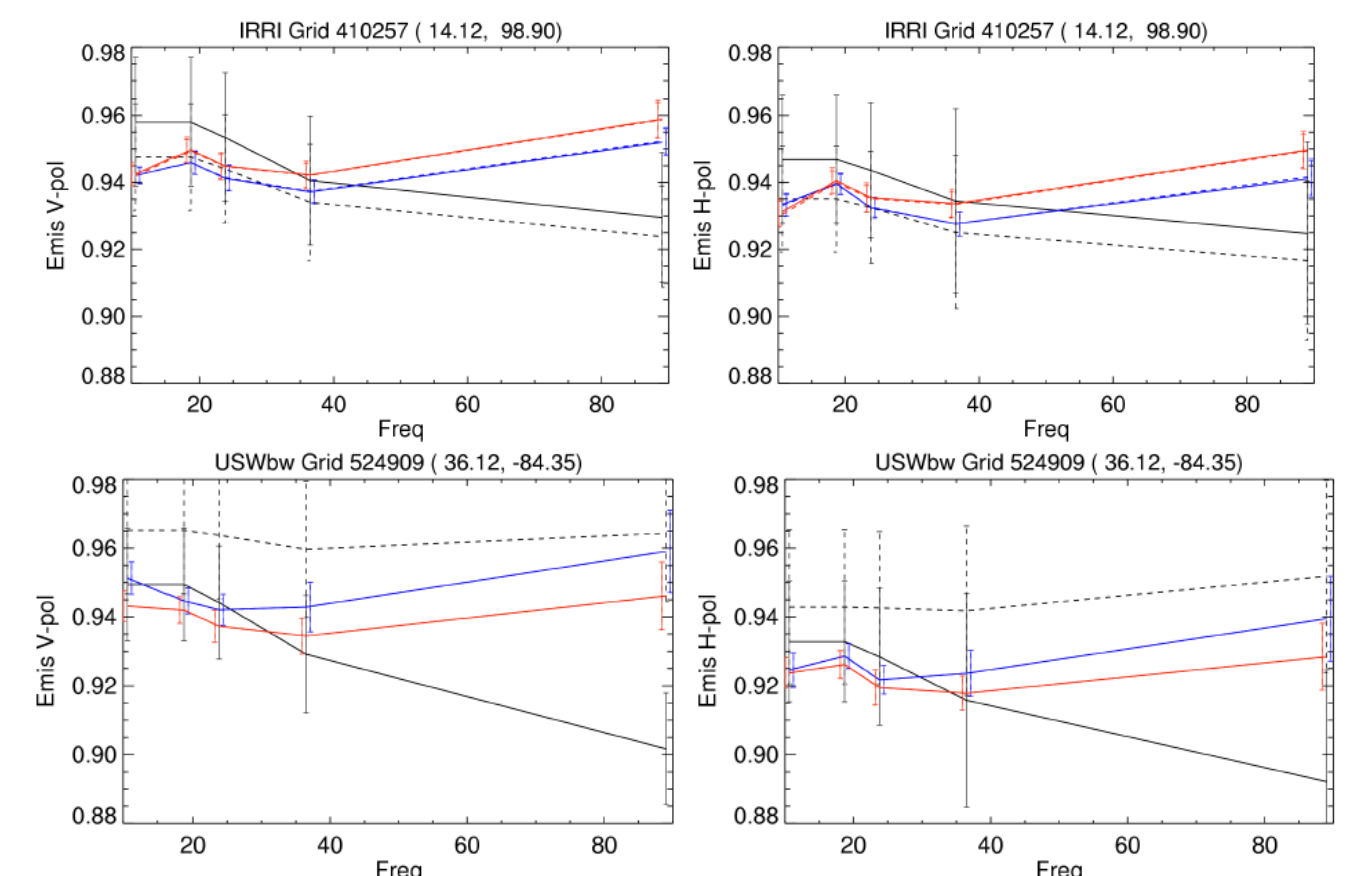 IRRI Grid 410257 ( 14.12, 98.90)
0.98
0.96
0.94
0.92
0.90
0.88
Emis V-pol
20 40 60 80
Freq
IRRI Grid 410257 ( 14.12, 98.90)
0.98
0.96
0.94
0.92
0.90
0.88
Emis H-pol
20 40 60 80
Freq
USWbw Grid 524909 ( 36.12, -84.35)
0.98
0.96
0.94
0.92
0.90
0.88
Emis V-pol
20 40 60 80
Freq
USWbw Grid 524909 ( 36.12, -84.35)
0.98
0.96
0.94
0.92
0.90
0.88
Emis H-pol
20 40 60 80
Freq